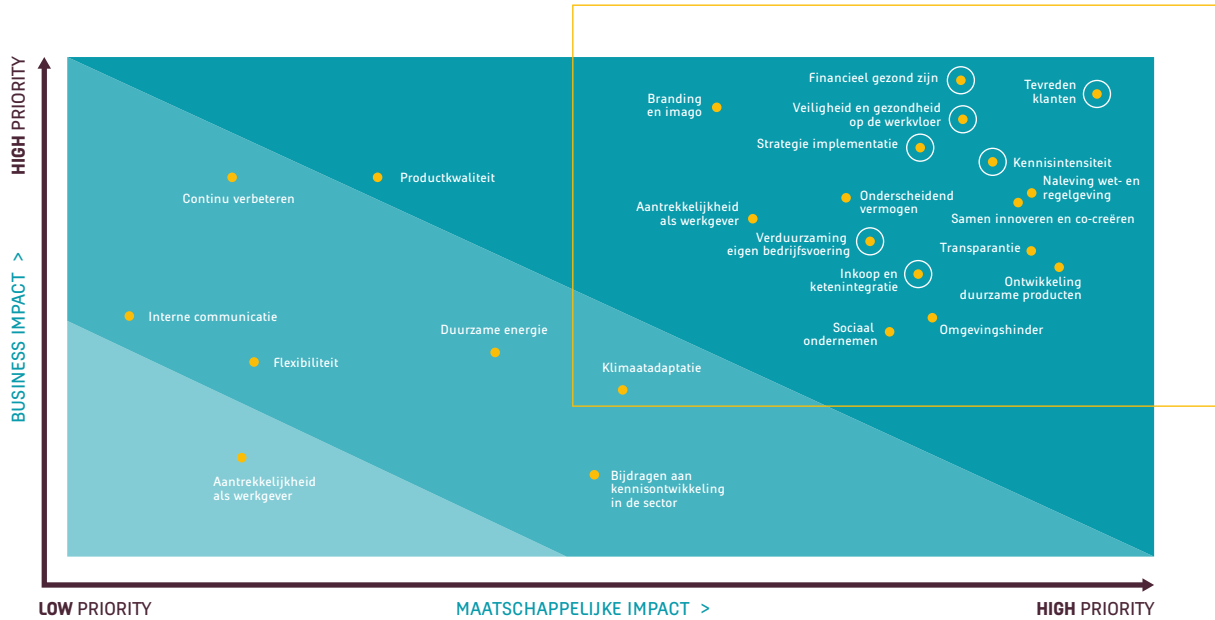 HIGH PRIORITY
BUSINESS IMPACT >
Financieel gezond zijn
Tevreden
klanten
Branding
en imago
Veiligheid en gezondheid
op de werkvloer
Strategie implementatie
Kennisintensiteit
Continu verbeteren
Productkwaliteit
Naleving wet- en
regelgeving
Onderscheidend
vermogen
Samen innoveren en co-creëren
Aantrekkelijkheid
als werkgever
Verduurzaming
eigen bedrijfsvoering
Transparantie
Inkoop en
ketenintegratie
Ontwikkeling
duurzame producten
Interne communicatie
Duurzame energie
Sociaal
ondernemen
Omgevingshinder
Flexibiliteit
Klimaatadaptatie
Aantrekkelijkheid
als werkgever
Bijdragen aan
kennisontwikkeling
in de sector
LOW PRIORITY
MAATSCHAPPELIJKE IMPACT >
HIGH PRIORITY